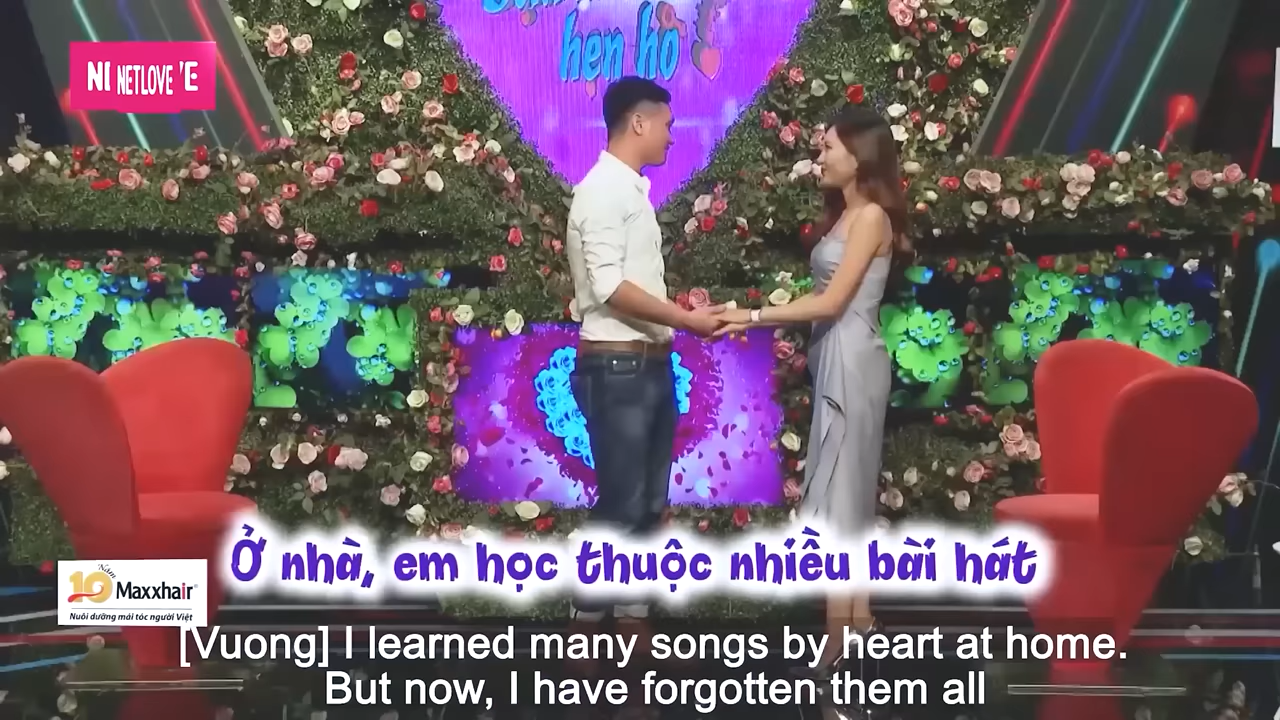 hẹn hò
NI NETLOVE 'E
Ở nhà, em học thuộc nhiều bài hát
10 Năm
Maxxhair
Nuôi dưỡng mái tóc người Việt
[Vuong] I learned many songs by heart at home.
But now, I have forgotten them all